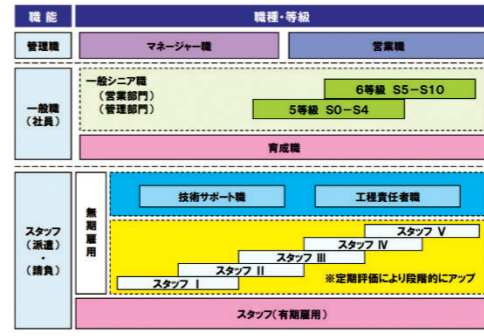 職 能
職種・等級
管理職
マネージャー職
営業職
一般職
（社員）
一般シニア職
（営業部門）
（管理部門）
6等級 S5－S10
5等級 S0－S4
育成職
スタッフ
（派遣）
・
（請負）
無期雇用
技術サポート職
工程責任者職
スタッフ Ⅴ
スタッフ Ⅳ
スタッフ Ⅲ
スタッフ Ⅱ
スタッフ Ⅰ
※定期評価により段階的にアップ
スタッフ（有期雇用）